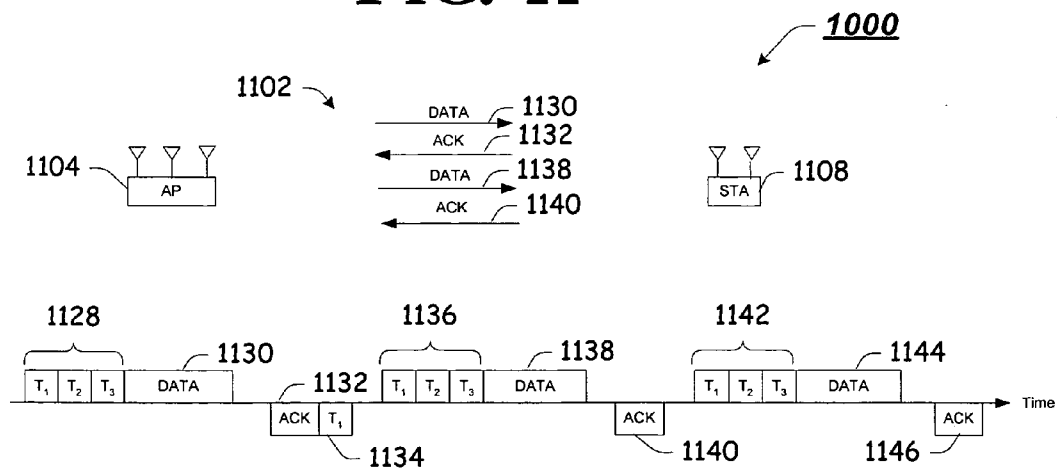 1000
1102
DATA 1130
ACK 1132
1104 AP
DATA 1138
STA 1108
ACK 1140
1128 1136 1142
1130 1138 1144
T1 T2 T3 DATA 1132 T1 T2 T3 DATA T1 T2 T3 DATA
Time
ACK T1 ACK ACK
1134 1140 1146